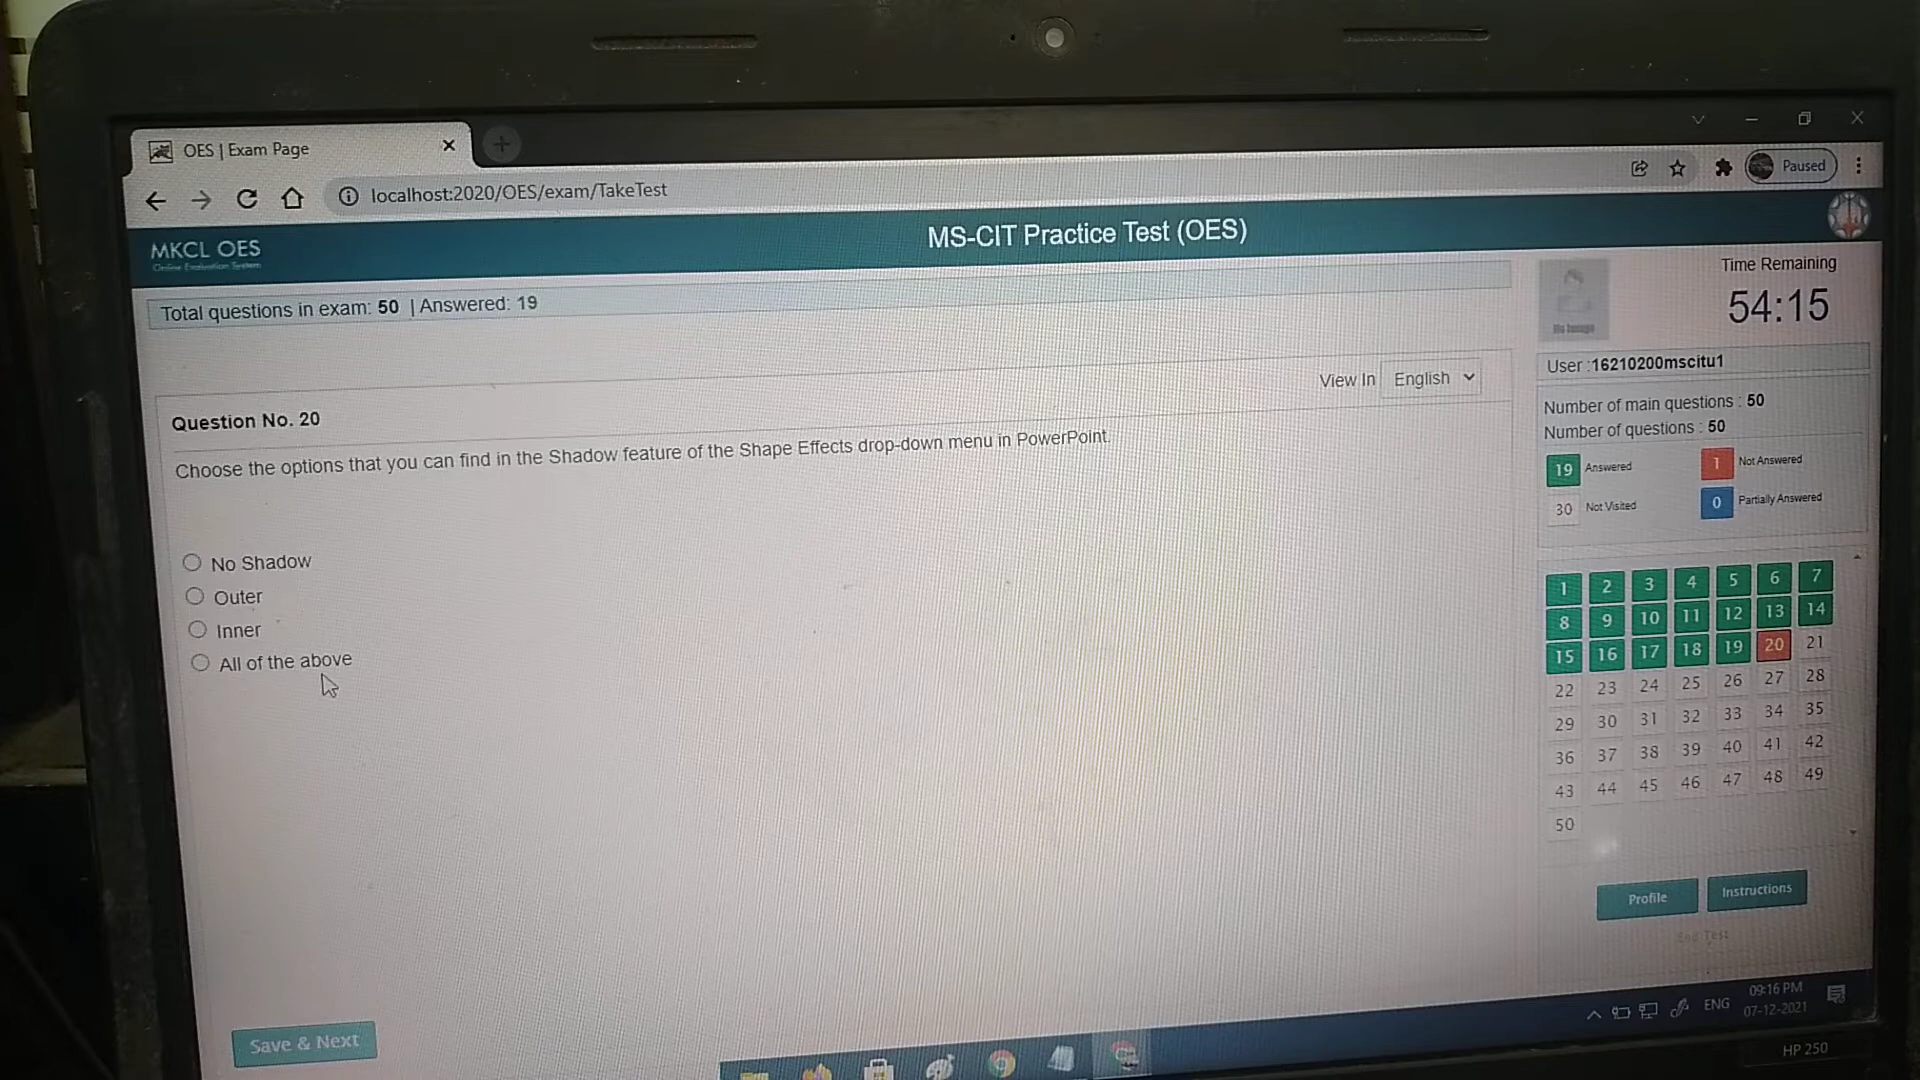 OES | Exam Page
Paused
localhost:2020/OES/exam/TakeTest
MKCL OES
Online Evaluation System
MS-CIT Practice Test (OES)
Total questions in exam: 50 | Answered: 19
Time Remaining
54:15
No Image
User :16210200mscitu1
View In English
Number of main questions : 50
Number of questions : 50
19 Answered
1 Not Answered
30 Not Visited
0 Partially Answered
Question No. 20
Choose the options that you can find in the Shadow feature of the Shape Effects drop-down menu in PowerPoint.
No Shadow
Outer
Inner
All of the above
1 2 3 4 5 6 7
8 9 10 11 12 13 14
15 16 17 18 19 20 21
22 23 24 25 26 27 28
29 30 31 32 33 34 35
36 37 38 39 40 41 42
43 44 45 46 47 48 49
50
Profile
Instructions
End Test
Save & Next
ENG
09:16 PM
07-12-2021
HP 250